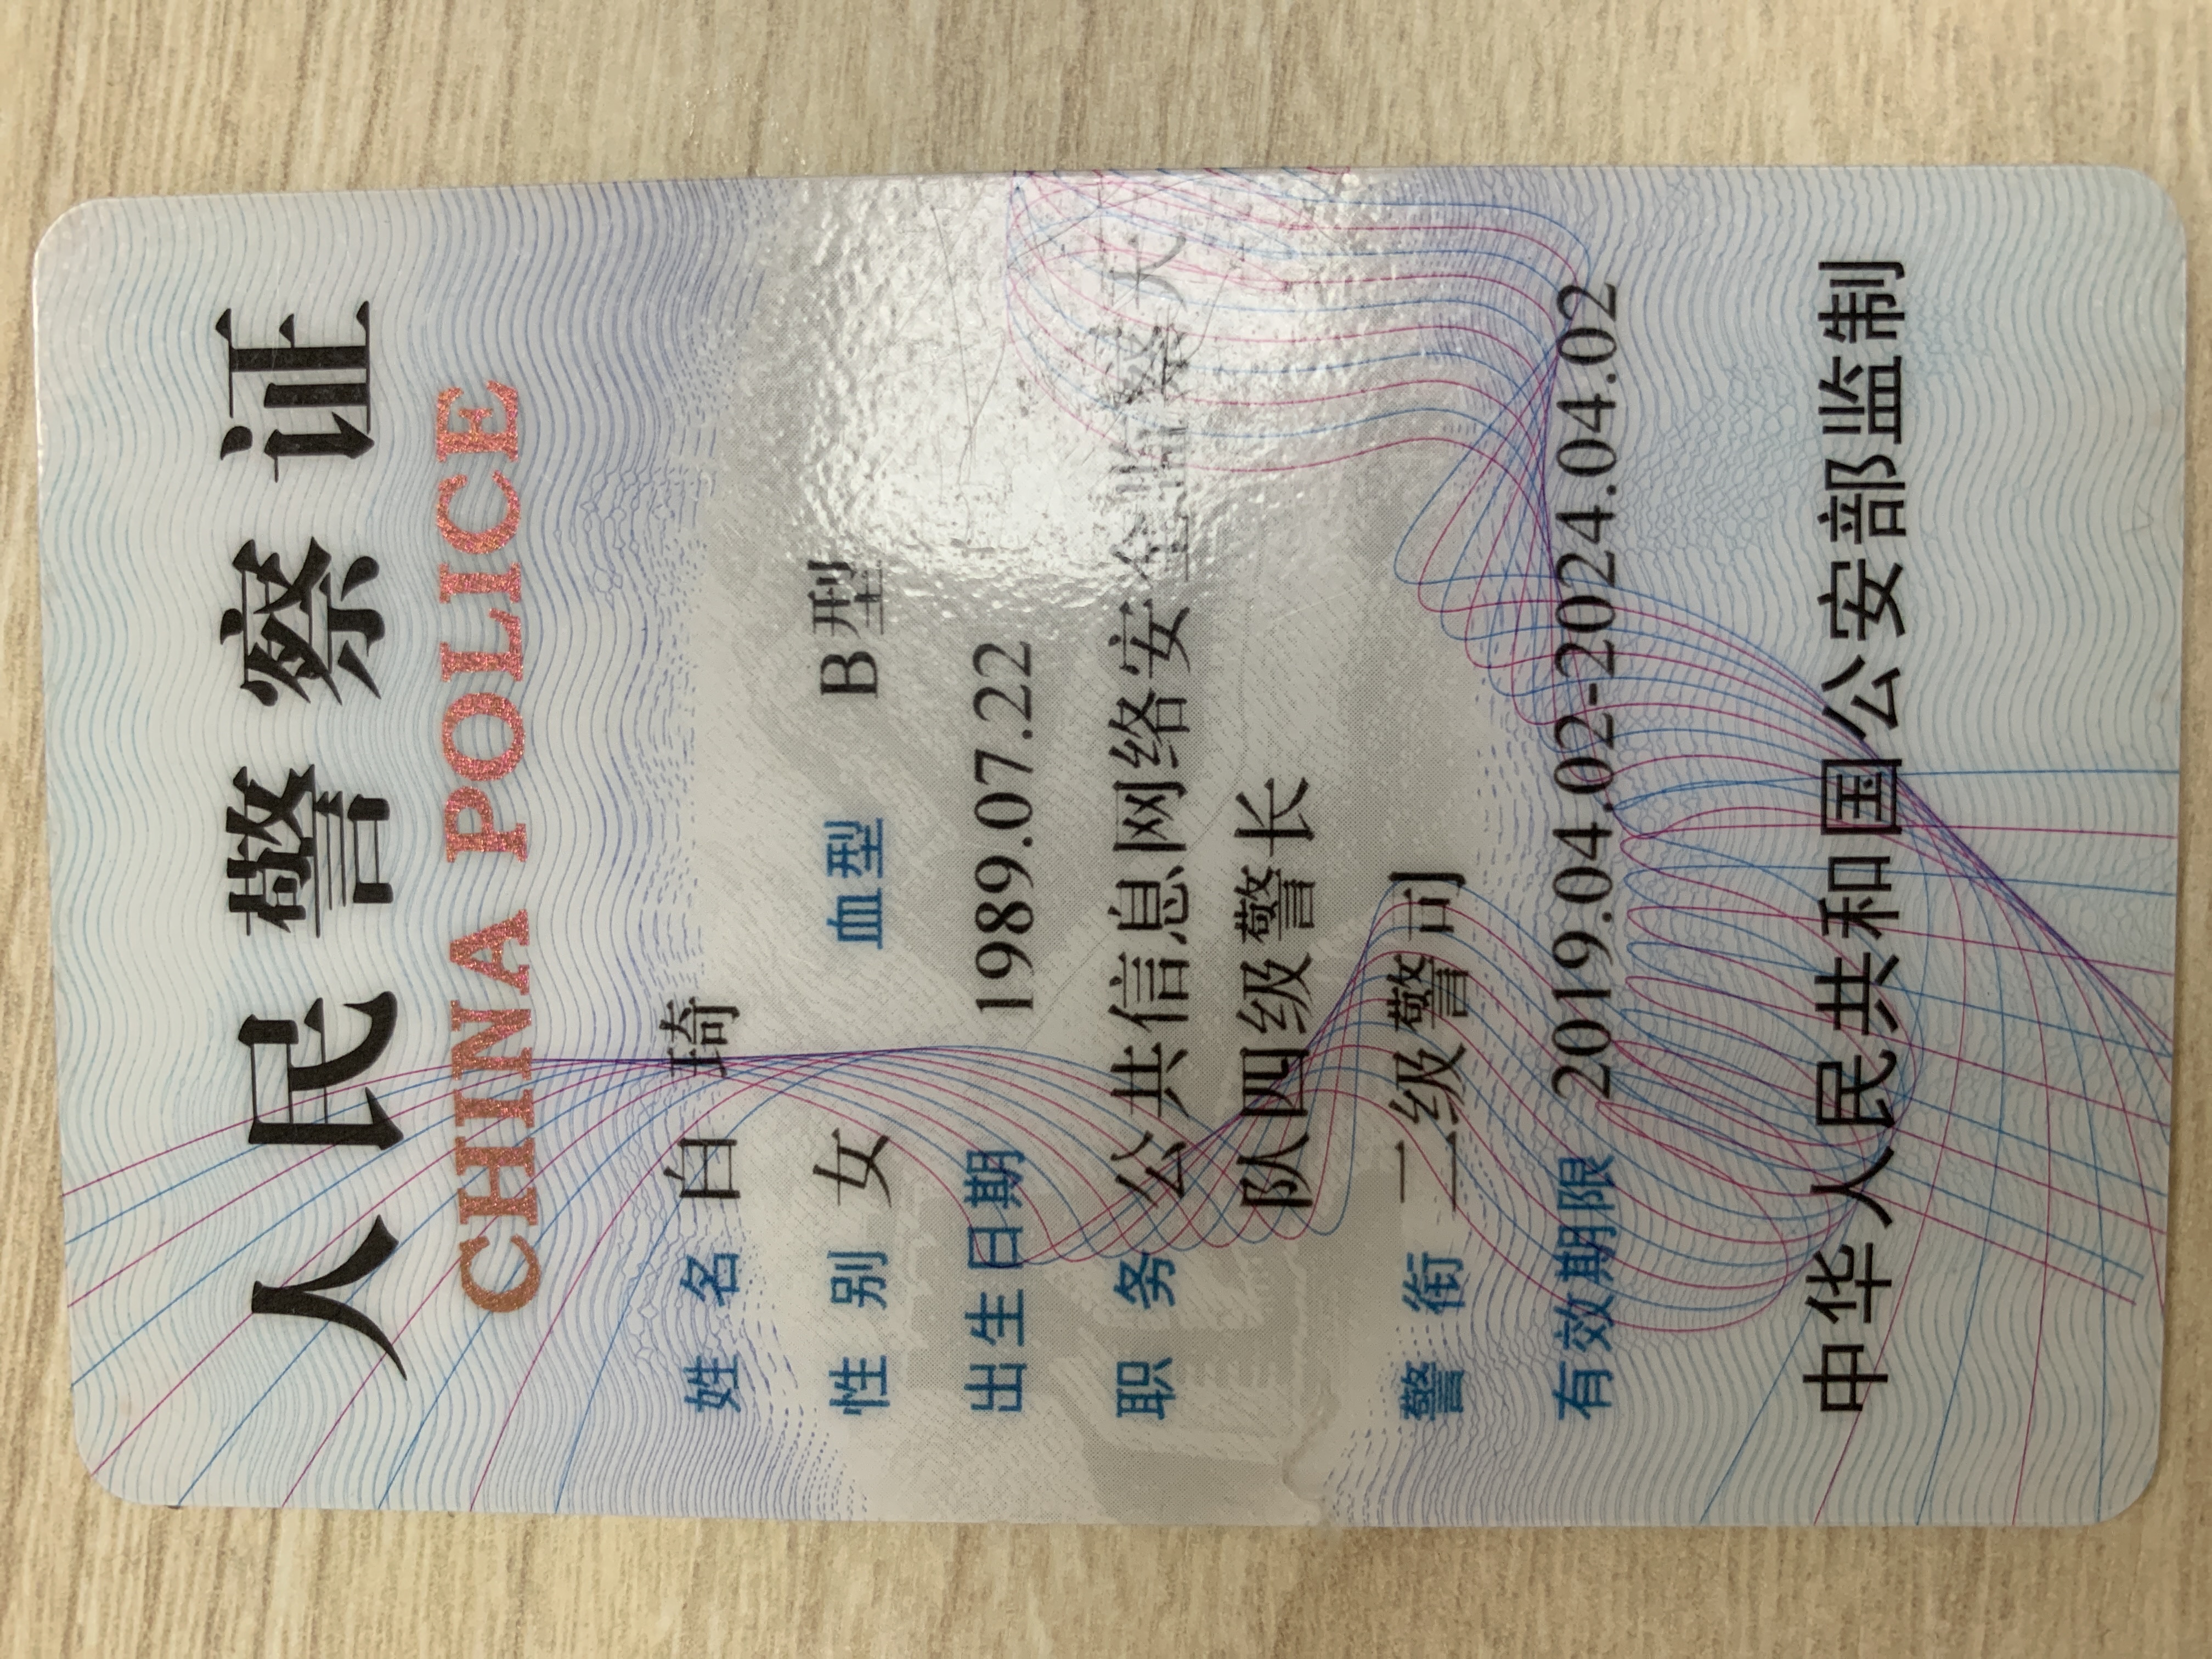 人民警察证
CHINA POLICE
姓名 白琦
性别 女 血型 B型
出生日期 1989.07.22
职务 公共信息网络安全监察大
队四级警长
警衔 二级警司
有效期限 2019.04.02-2024.04.02
中华人民共和国公安部监制